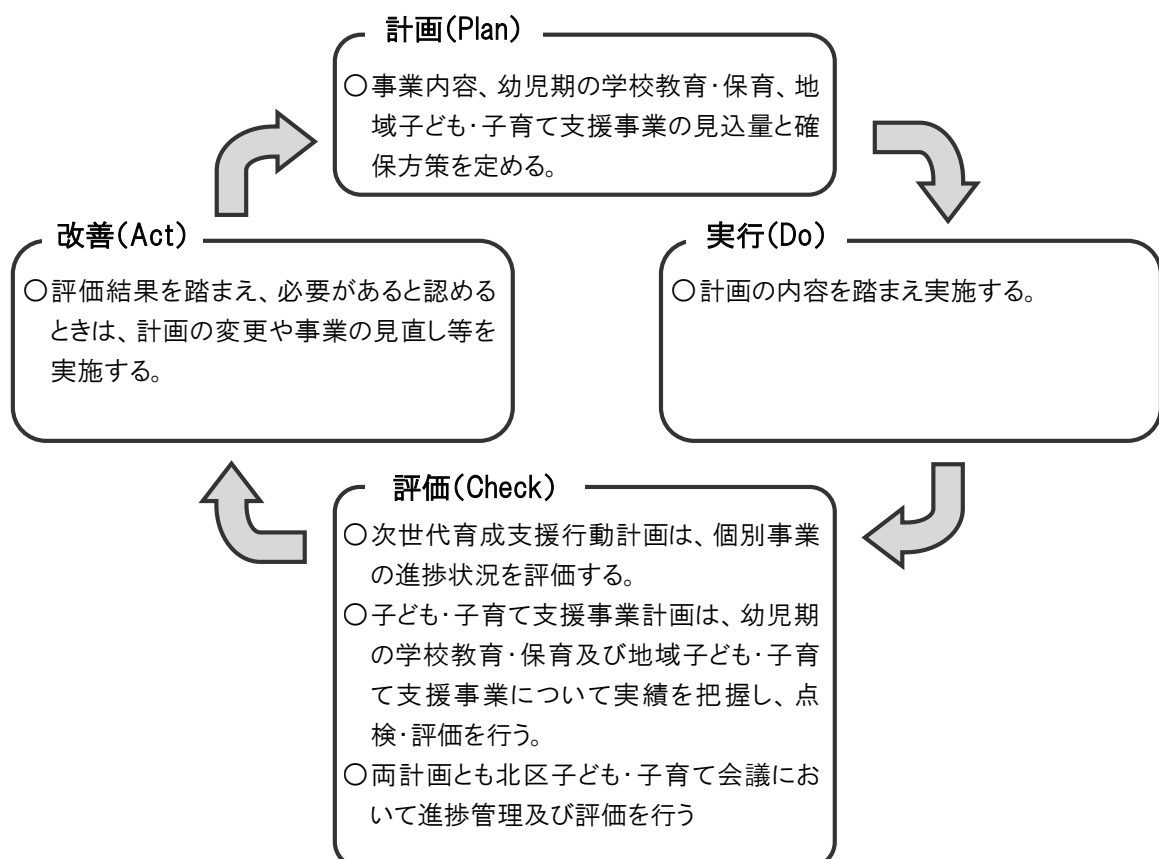 計画(Plan)
○事業内容、幼児期の学校教育・保育、地
域子ども・子育て支援事業の見込量と確
保方策を定める。
改善(Act)
○評価結果を踏まえ、必要があると認める
ときは、計画の変更や事業の見直し等を
実施する。
実行(Do)
○計画の内容を踏まえ実施する。
評価(Check)
○次世代育成支援行動計画は、個別事業
の進捗状況を評価する。
○子ども・子育て支援事業計画は、幼児期
の学校教育・保育及び地域子ども・子育
て支援事業について実績を把握し、点
検・評価を行う。
○両計画とも北区子ども・子育て会議にお
いて進捗管理及び評価を行う